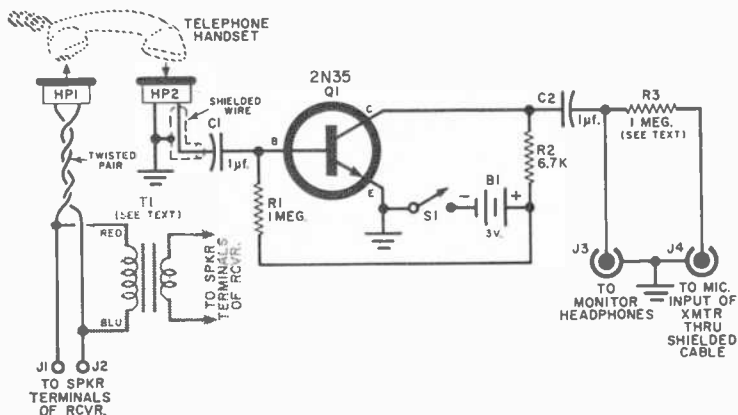 TELEPHONE
HANDSET
HP1
HP2
SHIELDED
WIRE
C1
1µf.
2N35
Q1
B
C
E
R1
1 MEG.
S1
B1
- +
3V.
R2
6.7K
C2
1µf.
R3
1 MEG.
(SEE TEXT)
TWISTED
PAIR
T1
(SEE TEXT)
RED
BLU
TO SPKR
TERMINALS
OF RCVR.
J1
J2
TO SPKR
TERMINALS
OF RCVR.
J3
TO
MONITOR
HEADPHONES
J4
TO MIC.
INPUT OF
XMTR
THRU
SHIELDED
CABLE